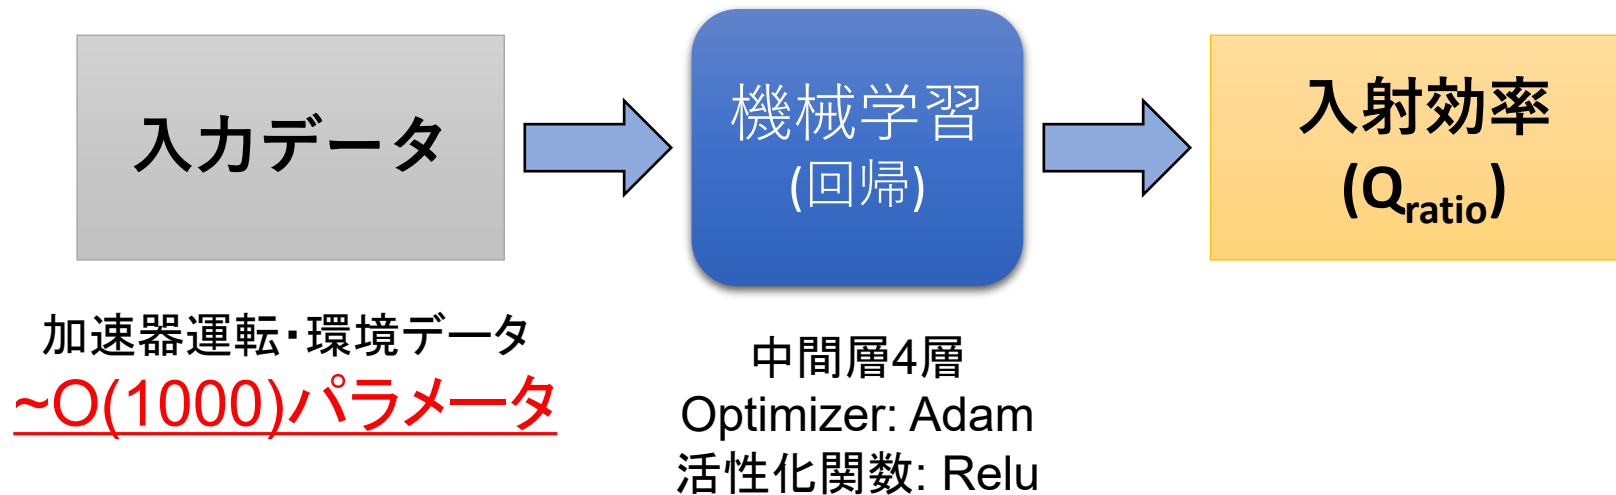 入力データ
機械学習
(回帰)
入射効率
(Qratio)
加速器運転・環境データ
~O(1000)パラメータ
中間層4層
Optimizer: Adam
活性化関数: Relu